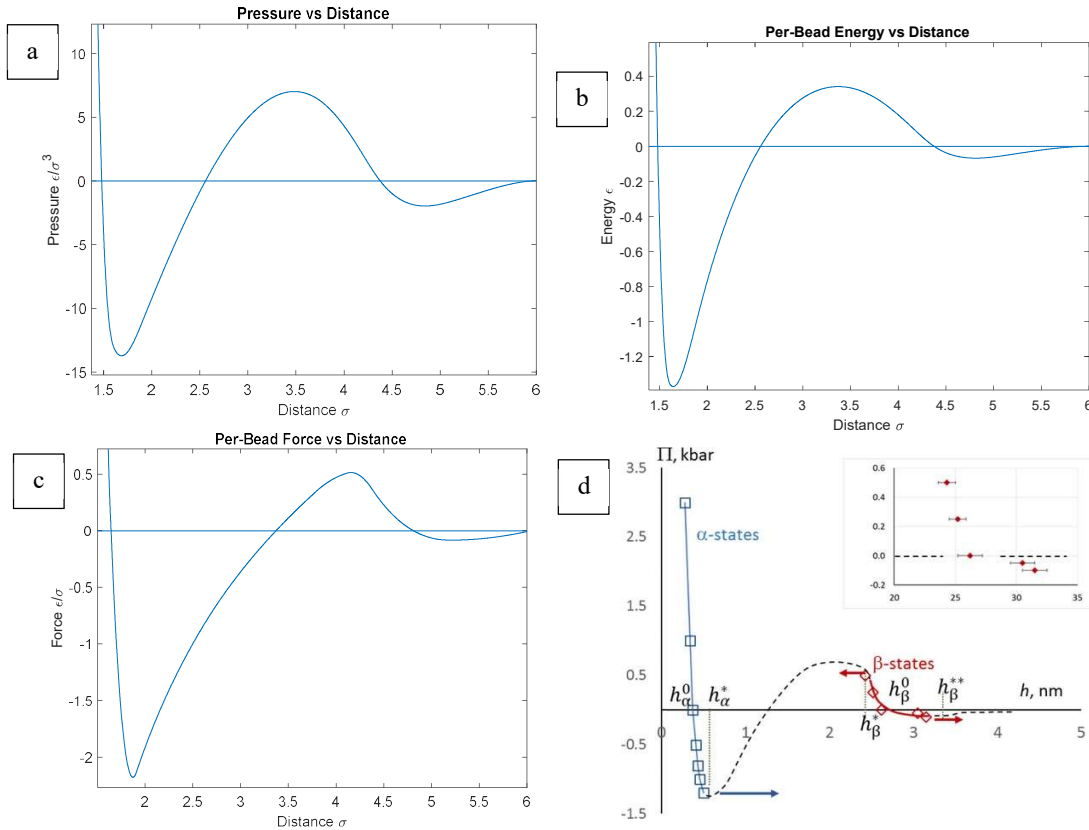 a
Pressure vs Distance
Pressure ϵ/σ³
10
5
0
-5
-10
-15
1.5 2 2.5 3 3.5 4 4.5 5 5.5 6
Distance σ
b
Per-Bead Energy vs Distance
Energy ϵ
0.4
0.2
0
-0.2
-0.4
-0.6
-0.8
-1
-1.2
1.5 2 2.5 3 3.5 4 4.5 5 5.5 6
Distance σ
c
Per-Bead Force vs Distance
Force ϵ/σ
0.5
0
-0.5
-1
-1.5
-2
2 2.5 3 3.5 4 4.5 5 5.5 6
Distance σ
d
Π, kbar
3.5
2.5
1.5
0.5
-0.5
-1.5
α-states
β-states
h⁰α h*α
h⁰β h**β
h*β
h, nm
0 1 2 3 4 5
0.6
0.4
0.2
0.0
-0.2
20 25 30 35